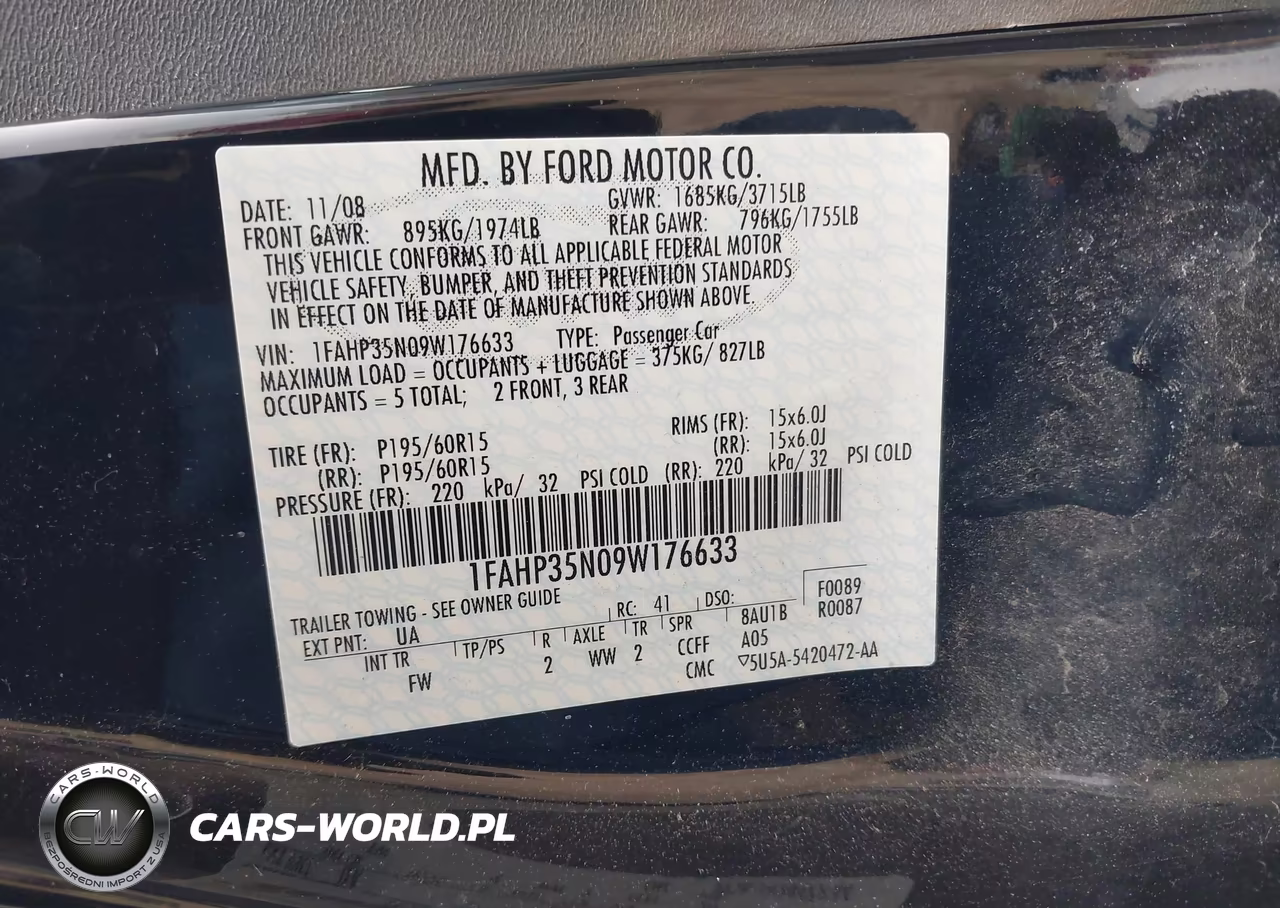 MFD. BY FORD MOTOR CO.
DATE: 11/08 GVWR: 1685KG/3715LB
FRONT GAWR: 895KG/1974LB REAR GAWR: 796KG/1755LB
THIS VEHICLE CONFORMS TO ALL APPLICABLE FEDERAL MOTOR
VEHICLE SAFETY, BUMPER, AND THEFT PREVENTION STANDARDS
IN EFFECT ON THE DATE OF MANUFACTURE SHOWN ABOVE.
VIN: 1FAHP35N09W176633 TYPE: Passenger Car
MAXIMUM LOAD = OCCUPANTS + LUGGAGE = 375KG/ 827LB
OCCUPANTS = 5 TOTAL; 2 FRONT, 3 REAR
TIRE (FR): P195/60R15 RIMS (FR): 15x6.0J
(RR): P195/60R15 (RR): 15x6.0J
PRESSURE (FR): 220 kPa/ 32 PSI COLD (RR): 220 kPa/ 32 PSI COLD
1FAHP35N09W176633
TRAILER TOWING - SEE OWNER GUIDE
EXT PNT: UA RC: 41 DSO: F0089
INT TR TP/PS R AXLE TR SPR 8AU1B R0087
FW 2 WW 2 CCFF A05
CMC ▽5U5A-5420472-AA
CARS-WORLD
CW
BEZPOŚREDNI IMPORT Z USA
CARS-WORLD.PL